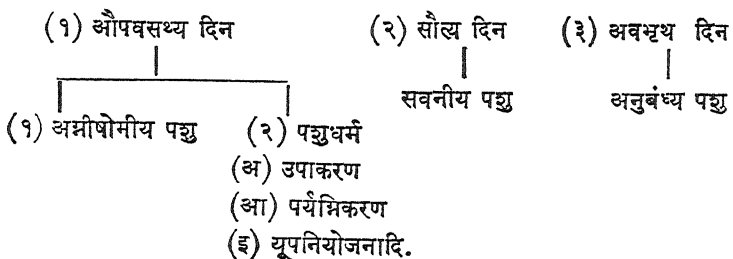 (१) औपवसथ्य दिन (२) सौत्य दिन (३) अवभृथ दिन
सवनीय पशु अनुबंध्य पशु
(१) अग्नीषोमीय पशु (२) पशुधर्म
(अ) उपाकरण
(आ) पर्यग्निकरण
(इ) यूपनियोजनादि.